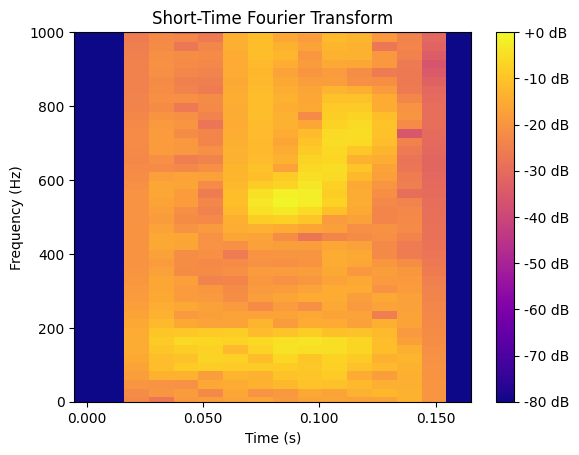 Short-Time Fourier Transform
1000
800
600
400
200
0
Frequency (Hz)
0.000
0.050
0.100
0.150
Time (s)
+0 dB
-10 dB
-20 dB
-30 dB
-40 dB
-50 dB
-60 dB
-70 dB
-80 dB